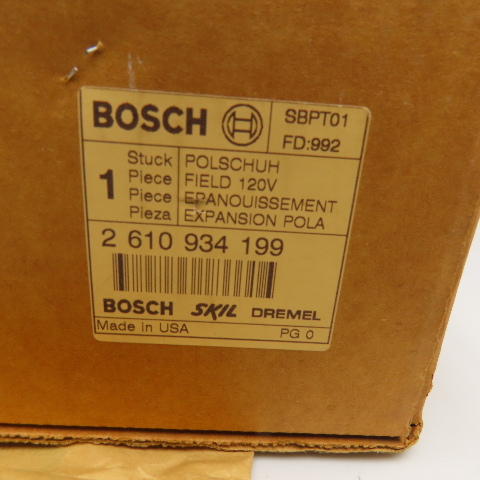 BOSCH SBPT01
FD:992
1 Stuck POLSCHUH
Piece FIELD 120V
Piece EPANOUISSEMENT
Pieza EXPANSION POLA
2 610 934 199
BOSCH SKIL DREMEL
Made in USA PG 0